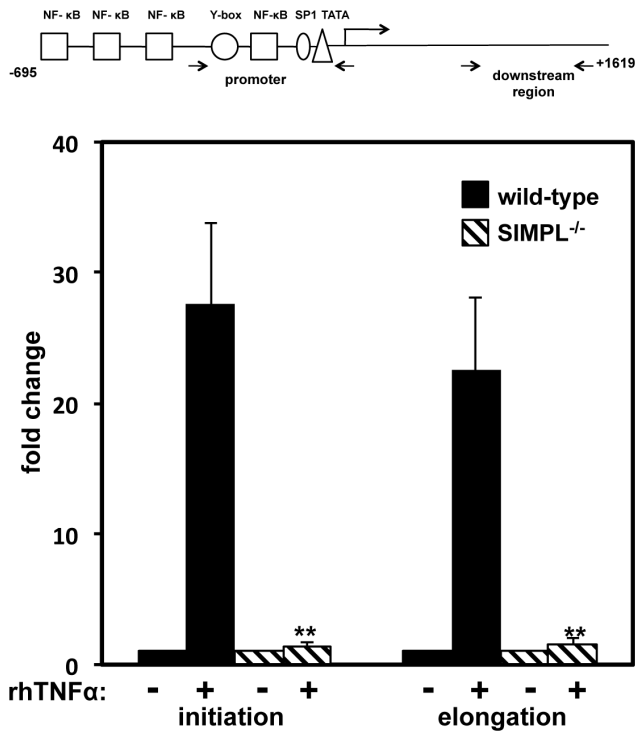 NF- κB NF- κB NF- κB Y-box NF-κB SP1 TATA
-695 promoter downstream region +1619
40
30
20
10
0
fold change
wild-type
SIMPL-/-
** **
rhTNFα: - + - + - + - +
initiation elongation